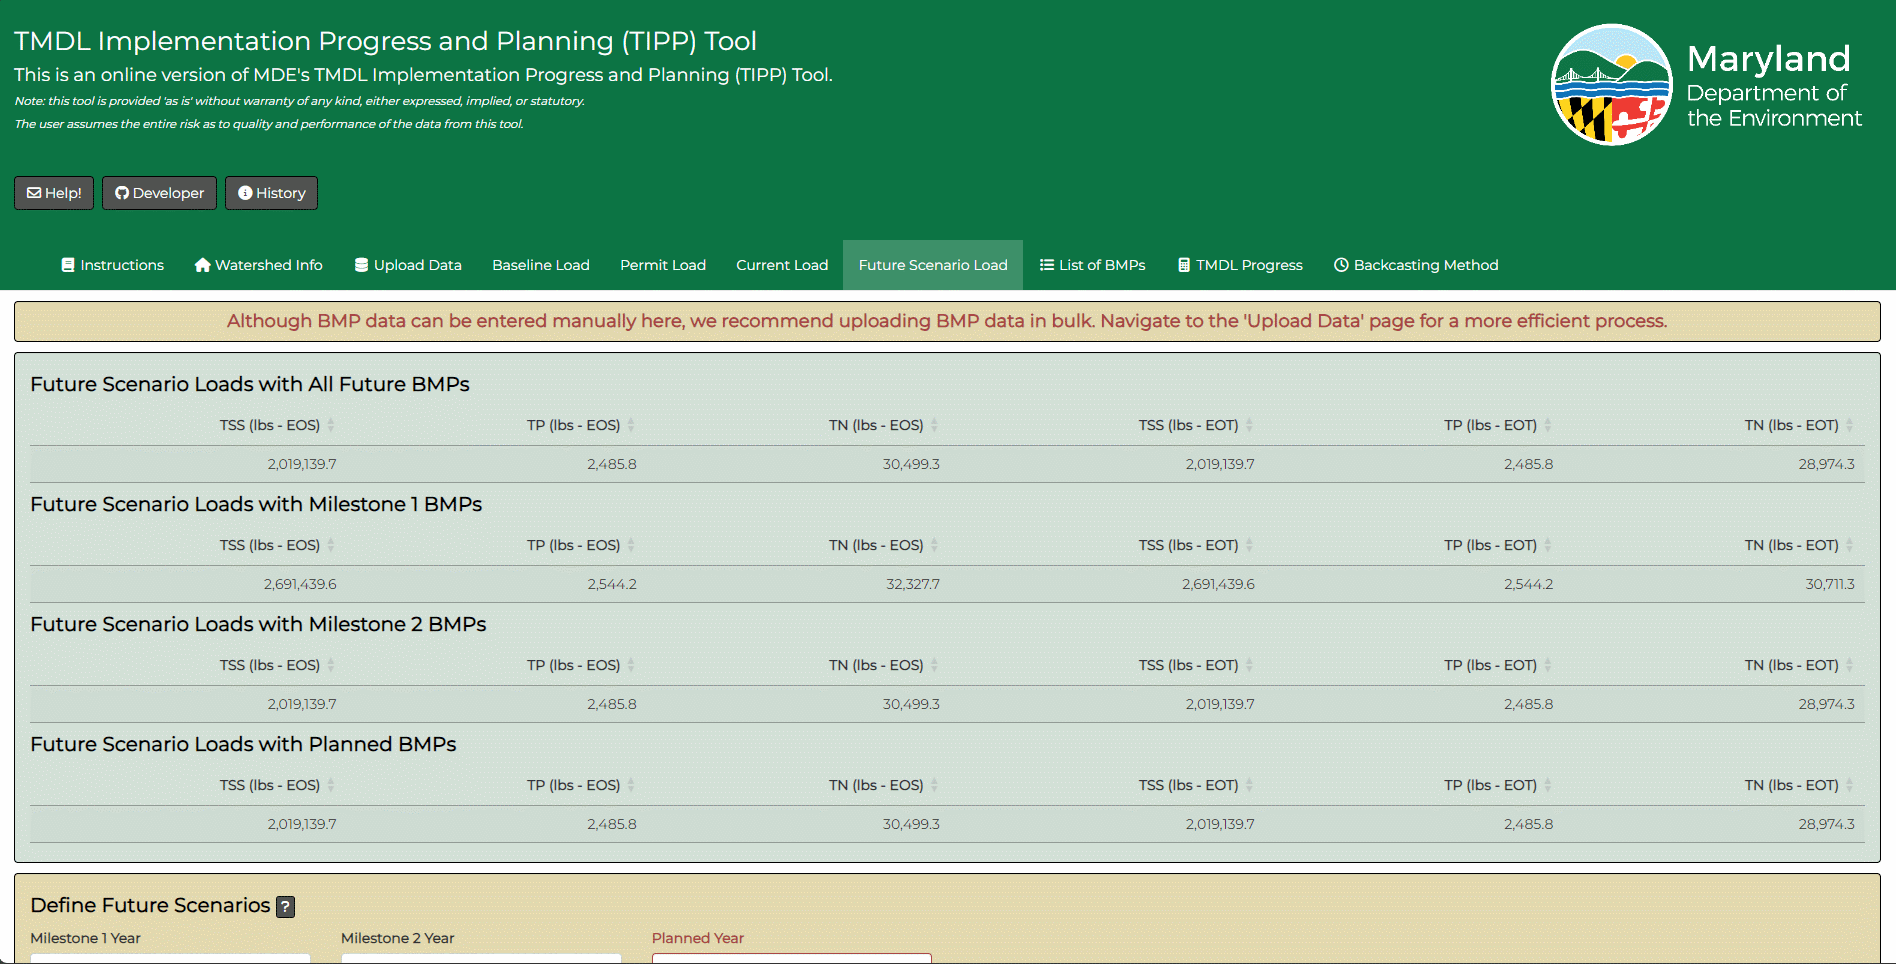 TMDL Implementation Progress and Planning (TIPP) Tool
This is an online version of MDE's TMDL Implementation Progress and Planning (TIPP) Tool.
Note: this tool is provided 'as is' without warranty of any kind, either expressed, implied, or statutory.
The user assumes the entire risk as to quality and performance of the data from this tool.
Maryland
Department of
the Environment
Help! Developer History
Instructions Watershed Info Upload Data Baseline Load Permit Load Current Load Future Scenario Load List of BMPs TMDL Progress Backcasting Method
Although BMP data can be entered manually here, we recommend uploading BMP data in bulk. Navigate to the 'Upload Data' page for a more efficient process.
Future Scenario Loads with All Future BMPs
TSS (lbs - EOS) TP (lbs - EOS) TN (lbs - EOS) TSS (lbs - EOT) TP (lbs - EOT) TN (lbs - EOT)
2,019,139.7 2,485.8 30,499.3 2,019,139.7 2,485.8 28,974.3
Future Scenario Loads with Milestone 1 BMPs
TSS (lbs - EOS) TP (lbs - EOS) TN (lbs - EOS) TSS (lbs - EOT) TP (lbs - EOT) TN (lbs - EOT)
2,691,439.6 2,544.2 32,327.7 2,691,439.6 2,544.2 30,711.3
Future Scenario Loads with Milestone 2 BMPs
TSS (lbs - EOS) TP (lbs - EOS) TN (lbs - EOS) TSS (lbs - EOT) TP (lbs - EOT) TN (lbs - EOT)
2,019,139.7 2,485.8 30,499.3 2,019,139.7 2,485.8 28,974.3
Future Scenario Loads with Planned BMPs
TSS (lbs - EOS) TP (lbs - EOS) TN (lbs - EOS) TSS (lbs - EOT) TP (lbs - EOT) TN (lbs - EOT)
2,019,139.7 2,485.8 30,499.3 2,019,139.7 2,485.8 28,974.3
Define Future Scenarios ?
Milestone 1 Year Milestone 2 Year Planned Year